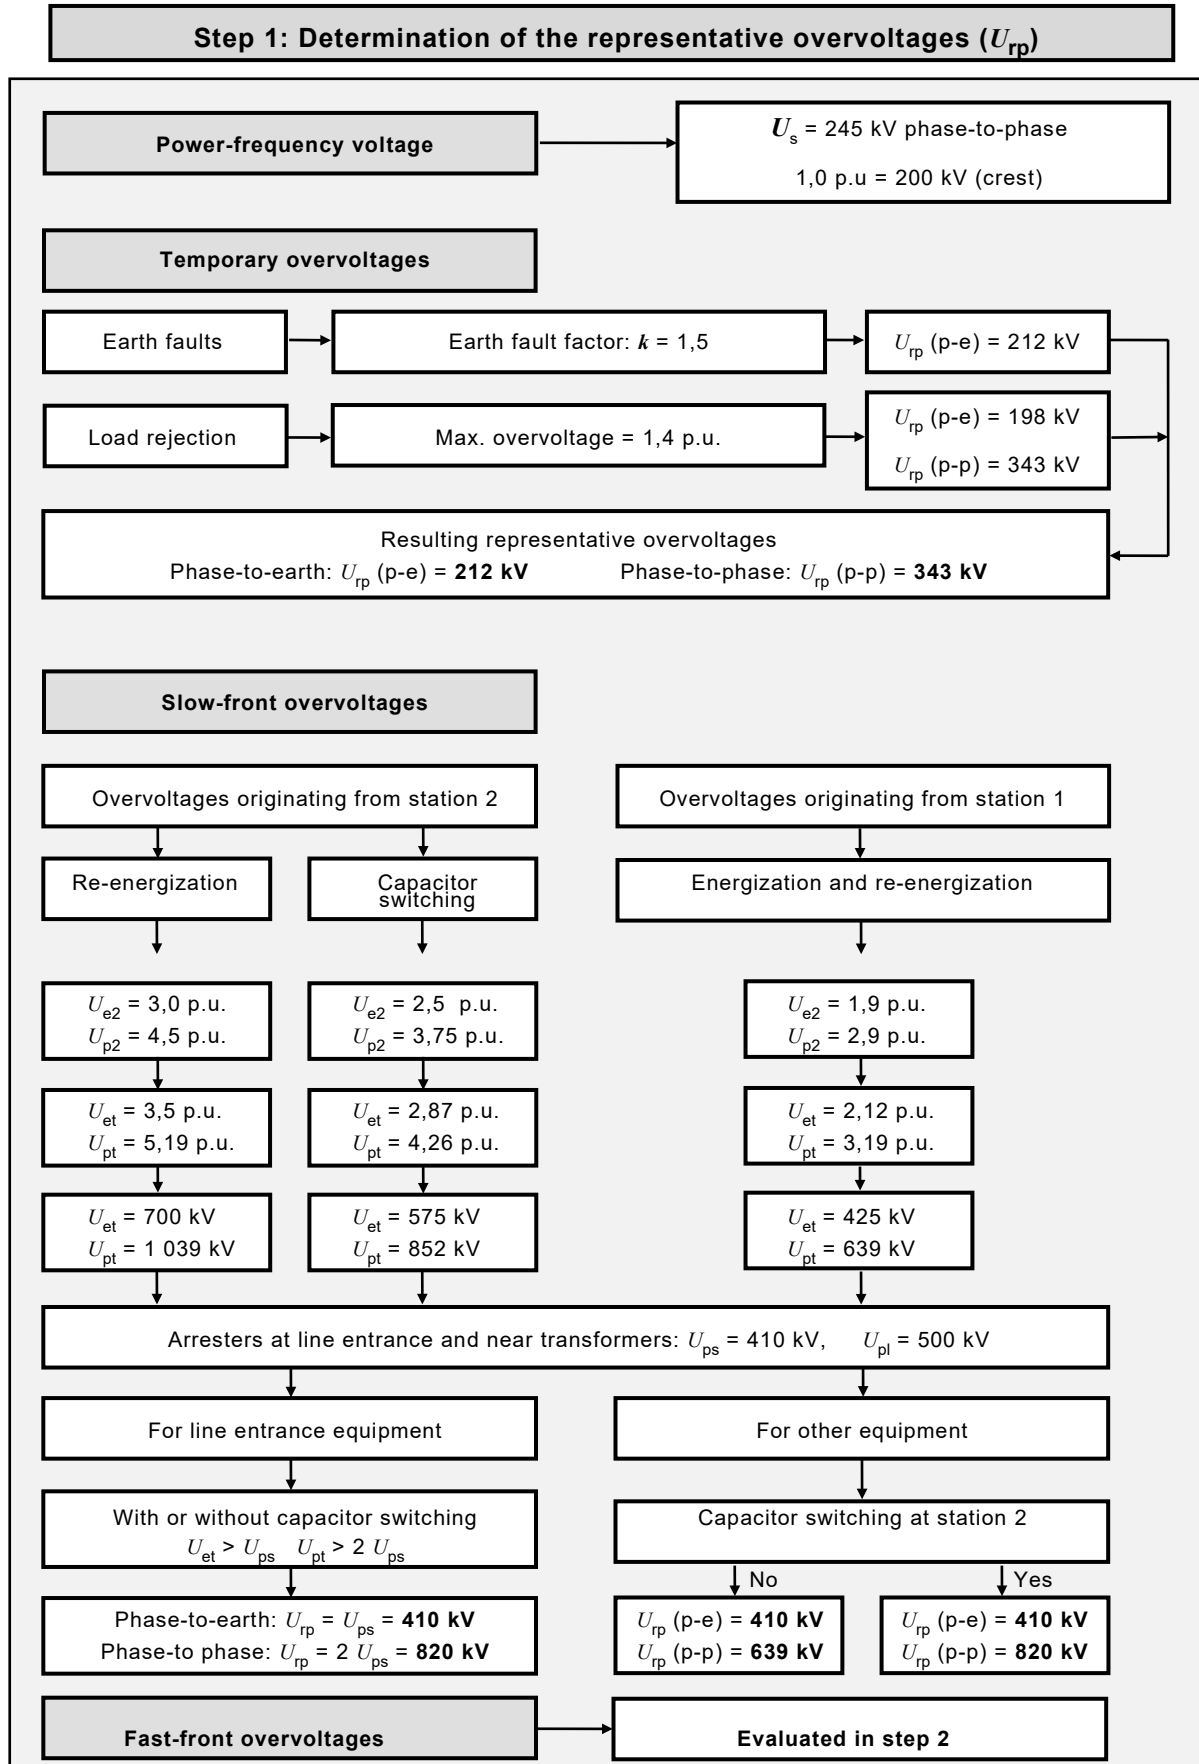 Step 1: Determination of the representative overvoltages (Urp)
Power-frequency voltage
Us = 245 kV phase-to-phase
1,0 p.u = 200 kV (crest)
Temporary overvoltages
Earth faults
Earth fault factor: k = 1,5
Urp (p-e) = 212 kV
Load rejection
Max. overvoltage = 1,4 p.u.
Urp (p-e) = 198 kV
Urp (p-p) = 343 kV
Resulting representative overvoltages
Phase-to-earth: Urp (p-e) = 212 kV Phase-to-phase: Urp (p-p) = 343 kV
Slow-front overvoltages
Overvoltages originating from station 2
Overvoltages originating from station 1
Re-energization
Capacitor
switching
Energization and re-energization
Ue2 = 3,0 p.u.
Up2 = 4,5 p.u.
Ue2 = 2,5 p.u.
Up2 = 3,75 p.u.
Ue2 = 1,9 p.u.
Up2 = 2,9 p.u.
Uet = 3,5 p.u.
Upt = 5,19 p.u.
Uet = 2,87 p.u.
Upt = 4,26 p.u.
Uet = 2,12 p.u.
Upt = 3,19 p.u.
Uet = 700 kV
Upt = 1 039 kV
Uet = 575 kV
Upt = 852 kV
Uet = 425 kV
Upt = 639 kV
Arresters at line entrance and near transformers: Ups = 410 kV, Upl = 500 kV
For line entrance equipment
For other equipment
With or without capacitor switching
Uet > Ups Upt > 2 Ups
Capacitor switching at station 2
No
Yes
Phase-to-earth: Urp = Ups = 410 kV
Phase-to phase: Urp = 2 Ups = 820 kV
Urp (p-e) = 410 kV
Urp (p-p) = 639 kV
Urp (p-e) = 410 kV
Urp (p-p) = 820 kV
Fast-front overvoltages
Evaluated in step 2